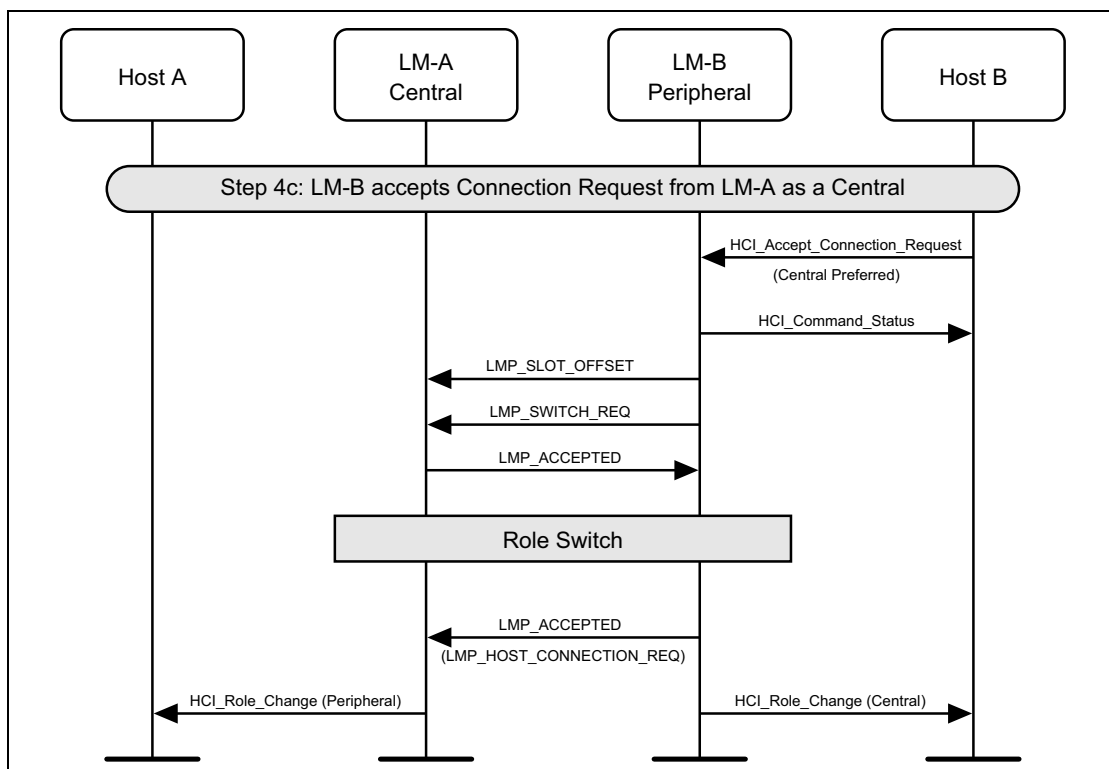 Host A
LM-A
Central
LM-B
Peripheral
Host B
Step 4c: LM-B accepts Connection Request from LM-A as a Central
HCI_Accept_Connection_Request
(Central Preferred)
HCI_Command_Status
LMP_SLOT_OFFSET
LMP_SWITCH_REQ
LMP_ACCEPTED
Role Switch
LMP_ACCEPTED
(LMP_HOST_CONNECTION_REQ)
HCI_Role_Change (Peripheral)
HCI_Role_Change (Central)